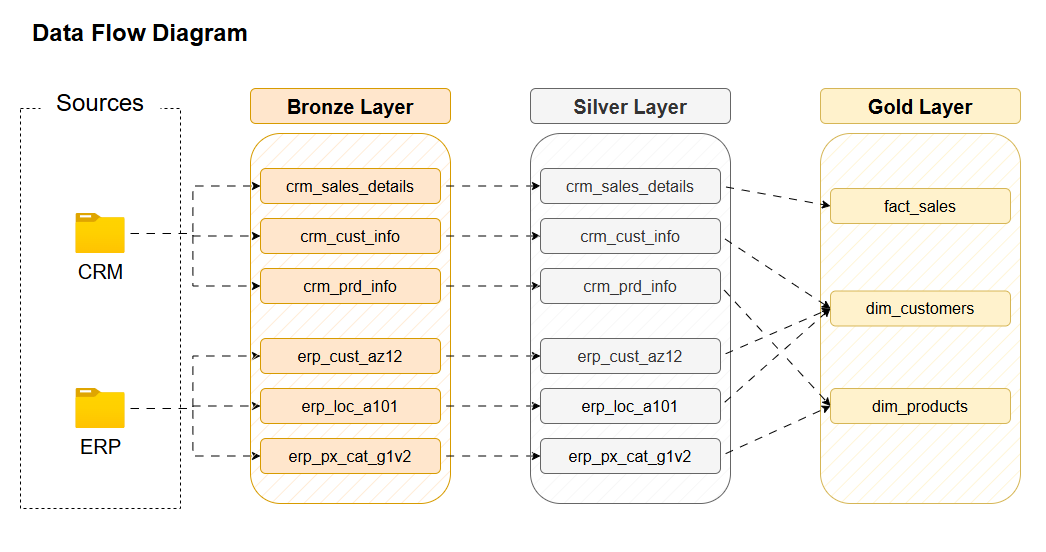 Data Flow Diagram
Sources
CRM
ERP
Bronze Layer
crm_sales_details
crm_cust_info
crm_prd_info
erp_cust_az12
erp_loc_a101
erp_px_cat_g1v2
Silver Layer
crm_sales_details
crm_cust_info
crm_prd_info
erp_cust_az12
erp_loc_a101
erp_px_cat_g1v2
Gold Layer
fact_sales
dim_customers
dim_products